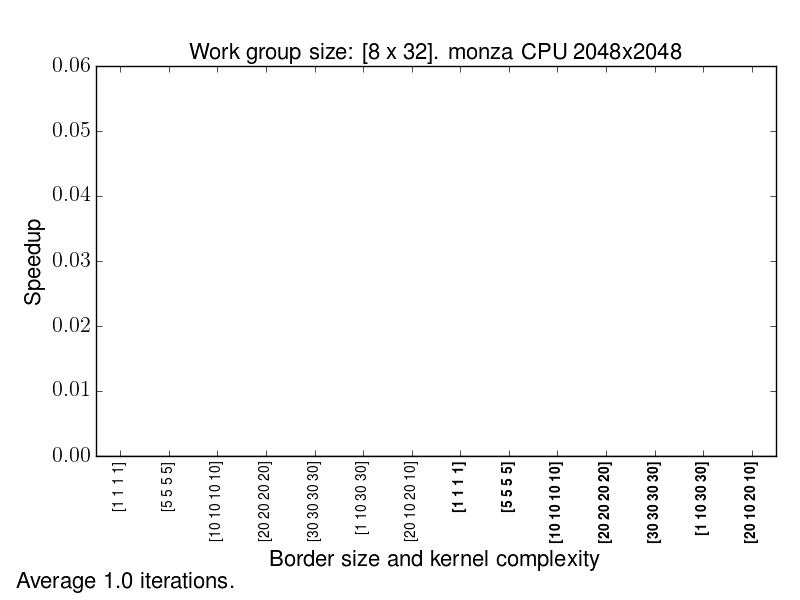 Work group size: [8 x 32]. monza CPU 2048x2048
0.06
0.05
0.04
0.03
0.02
0.01
0.00
Speedup
[1 1 1 1]
[5 5 5 5]
[10 10 10 10]
[20 20 20 20]
[30 30 30 30]
[1 10 30 30]
[20 10 20 10]
[1 1 1 1]
[5 5 5 5]
[10 10 10 10]
[20 20 20 20]
[30 30 30 30]
[1 10 30 30]
[20 10 20 10]
Border size and kernel complexity
Average 1.0 iterations.